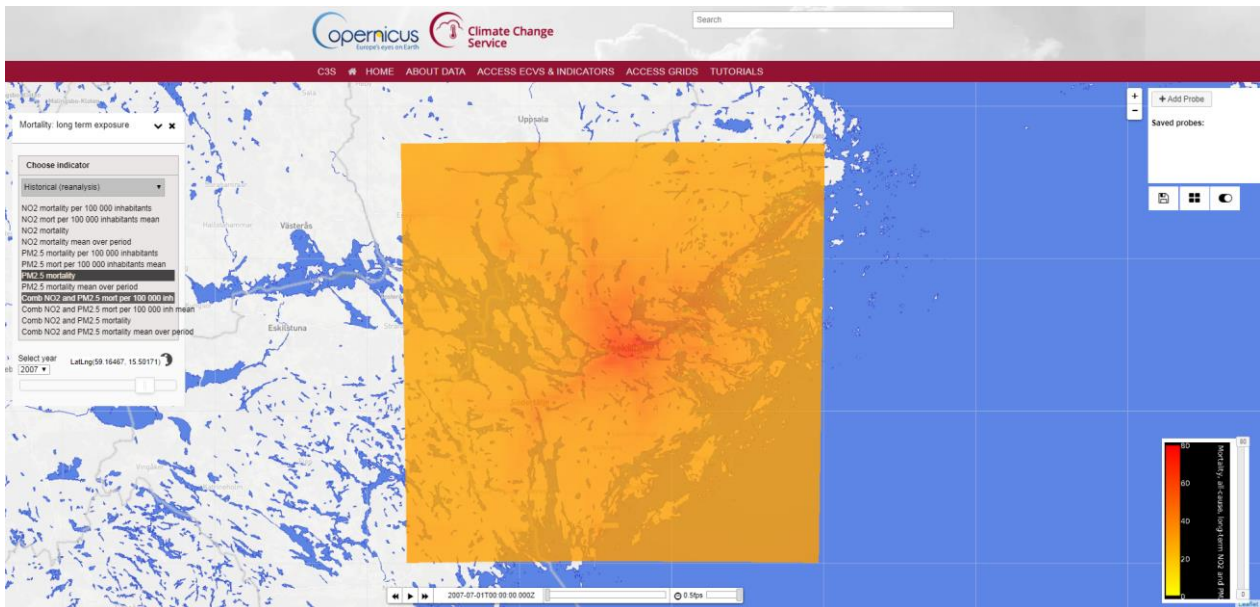 opernicus
Europe's eyes on Earth
Climate Change
Service
Search
C3S HOME ABOUT DATA ACCESS ECVS & INDICATORS ACCESS GRIDS TUTORIALS
Mortality: long term exposure
Choose indicator
Historical (reanalysis)
NO2 mortality per 100 000 inhabitants
NO2 mort per 100 000 inhabitants mean
NO2 mortality
NO2 mortality mean over period
PM2.5 mortality per 100 000 inhabitants
PM2.5 mort per 100 000 inhabitants mean
PM2.5 mortality
PM2.5 mortality mean over period
Comb NO2 and PM2.5 mort per 100 000 inh
Comb NO2 and PM2.5 mort per 100 000 inh mean
Comb NO2 and PM2.5 mortality
Comb NO2 and PM2.5 mortality mean over period
Select year
2007
LatLng(59.16467, 15.50171)
Uppsala
Västerås
Eskilstuna
+
-
+ Add Probe
Saved probes:
80
60
40
20
0
Mortality, all-cause, long-term NO2 and PM
2007-07-01T00:00:00.000Z
0.5fps